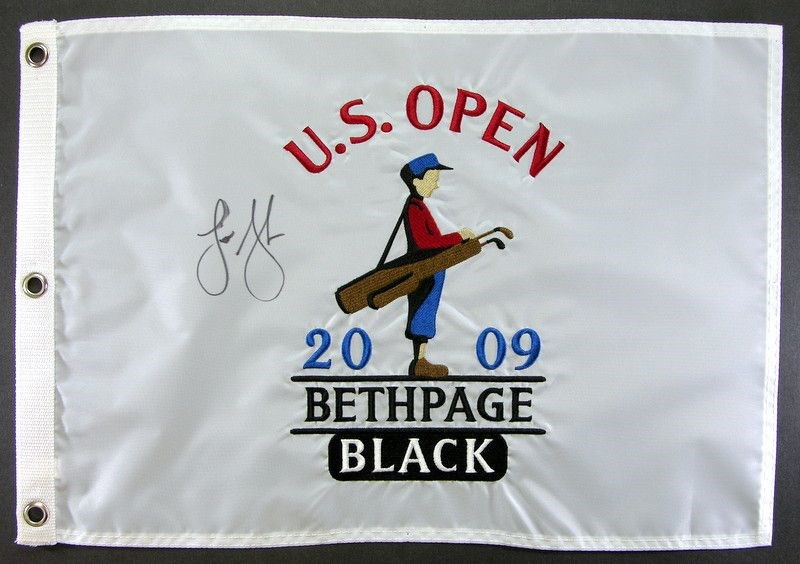 U.S. OPEN
20 09
BETHPAGE
BLACK